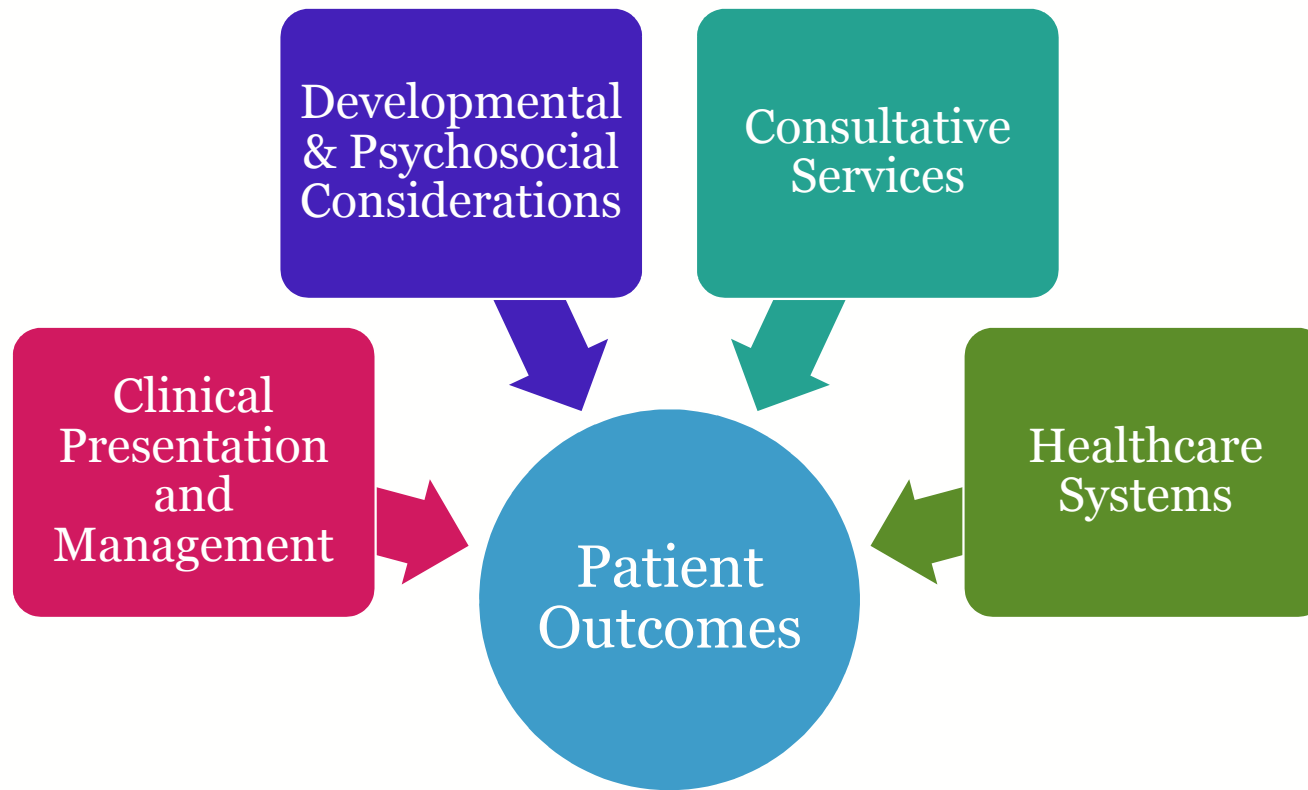 Developmental
& Psychosocial
Considerations
Consultative
Services
Clinical
Presentation
and
Management
Healthcare
Systems
Patient
Outcomes